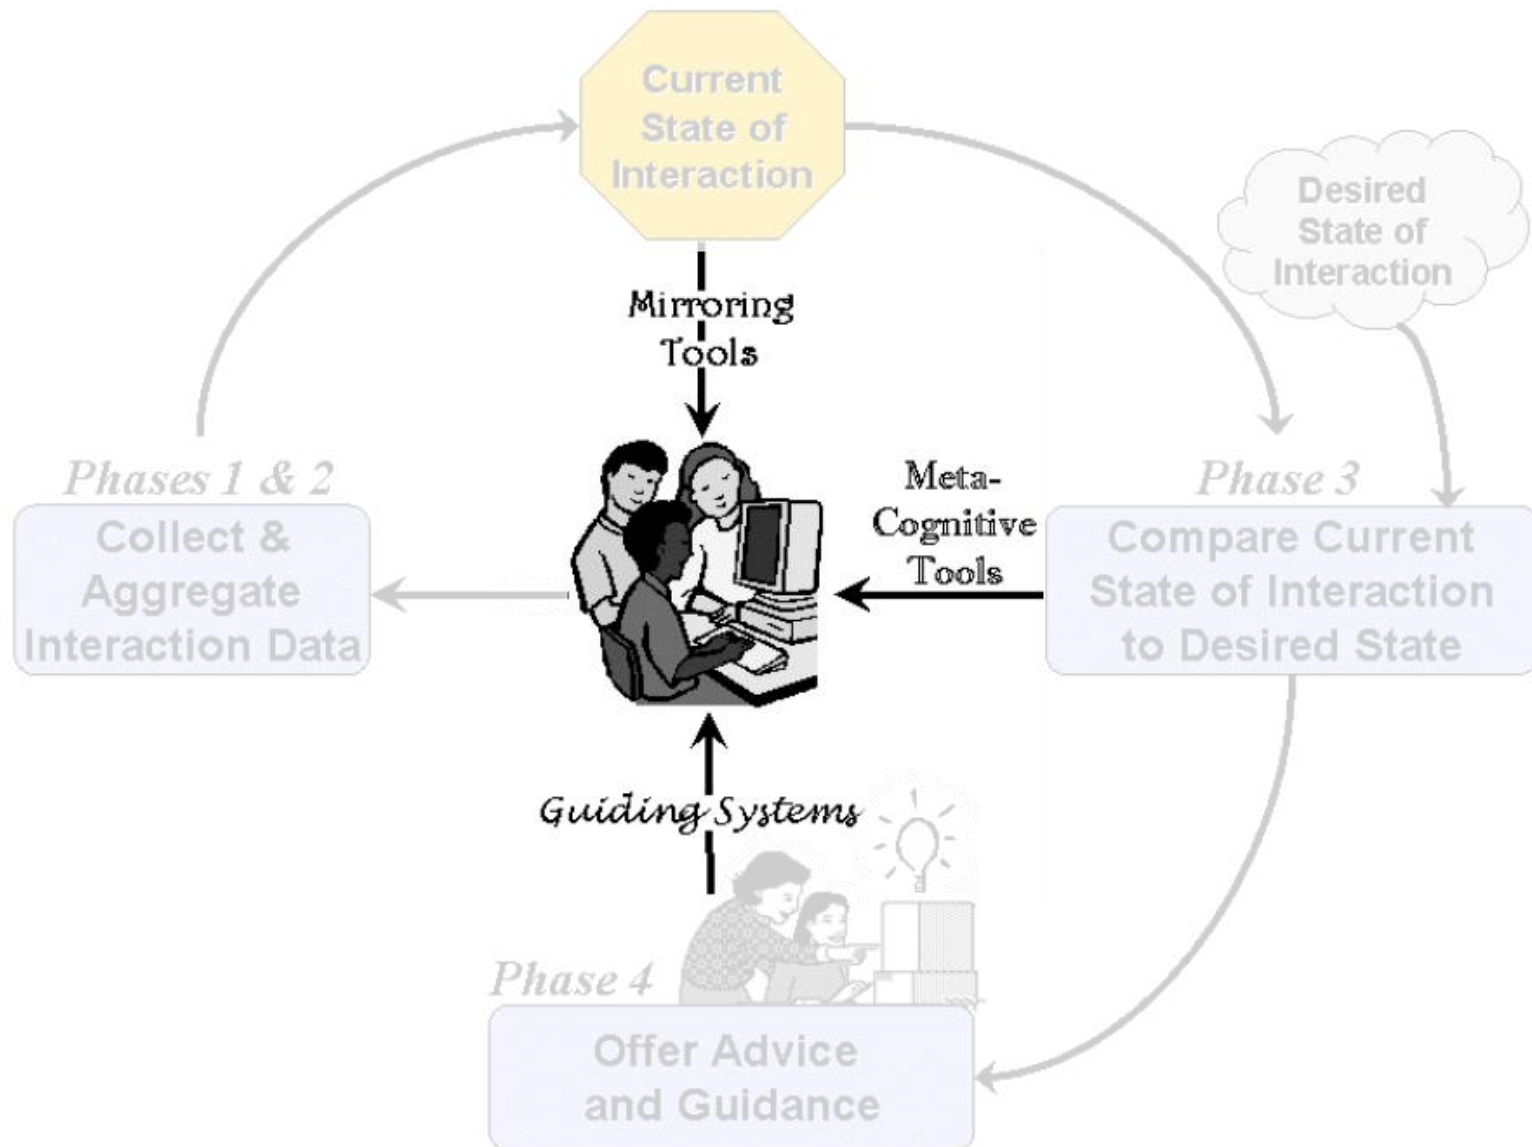 Current
State of
Interaction
Desired
State of
Interaction
Mirroring
Tools
Phases 1 & 2
Collect &
Aggregate
Interaction Data
Meta-
Cognitive
Tools
Phase 3
Compare Current
State of Interaction
to Desired State
Guiding Systems
Phase 4
Offer Advice
and Guidance